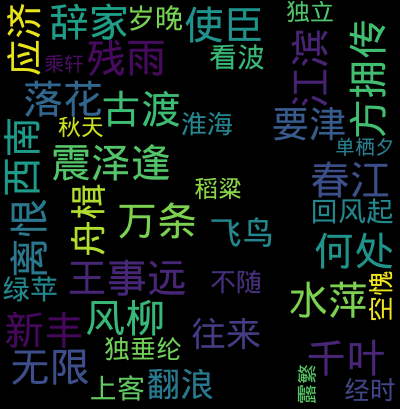 应济
辞家
岁晚
使臣
独立
乘轩
残雨
看波
江滨
方拥传
落花
古渡
秋天
淮海
要津
单栖夕
西南
震泽逢
稻粱
春江
离恨
舟楫
万条
飞鸟
回风起
何处
绿苹
王事远
不随
水萍
空愧
新丰
风柳
独垂纶
往来
千叶
无限
上客
翻浪
露繁
经时